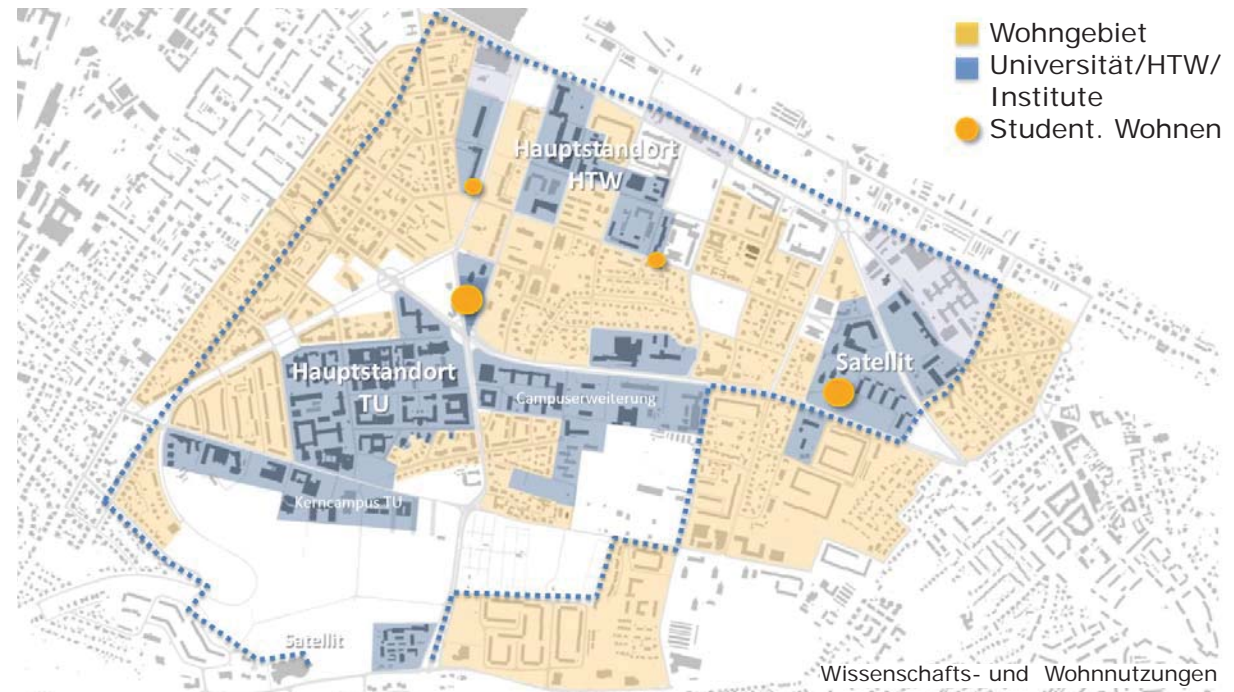 Wohngebiet
Universität/HTW/
Institute
Student. Wohnen
Hauptstandort
HTW
Hauptstandort
TU
Satellit
Campuserweiterung
Kerncampus TU
Satellit
Wissenschafts- und Wohnnutzungen